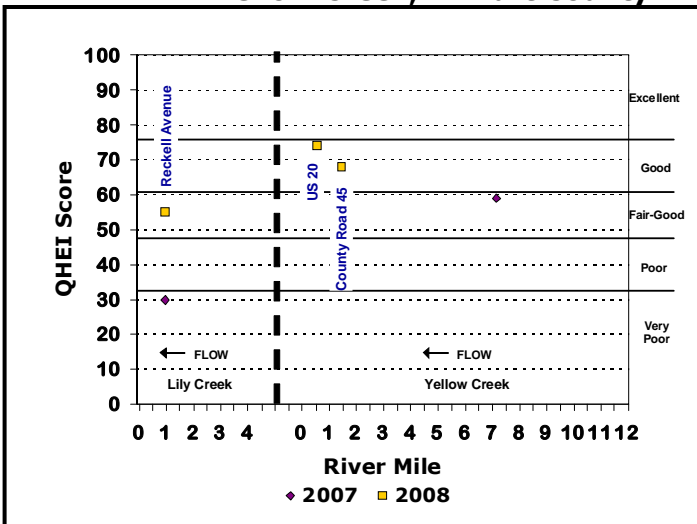 100
90
80
70
60
50
40
30
20
10
0
QHEI Score
Reckell Avenue
US 20
County Road 45
Excellent
Good
Fair-Good
Poor
Very
Poor
FLOW
FLOW
Lily Creek
Yellow Creek
0 1 2 3 4 0 1 2 3 4 5 6 7 8 9 10 11 12
River Mile
2007 2008